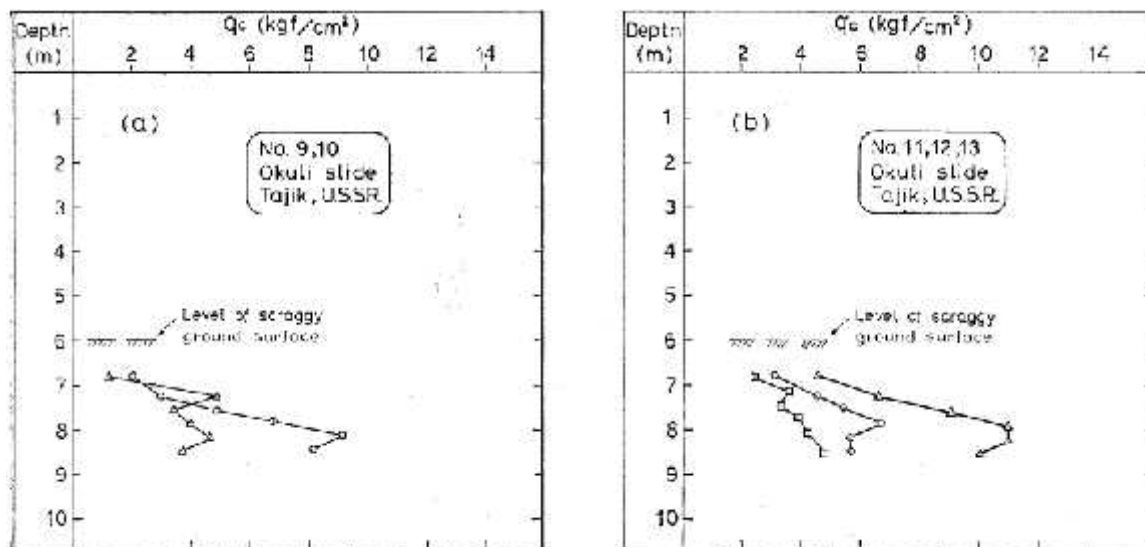 Depth
(m)
qc (kgf/cm²)
2 4 6 8 10 12 14
1
2
3
4
5
6
7
8
9
10
(a)
No. 9,10
Okuli slide
Tajik, U.S.S.R.
Level of scraggy
ground surface
Depth
(m)
qc (kgf/cm²)
2 4 6 8 10 12 14
1
2
3
4
5
6
7
8
9
10
(b)
No. 11,12,13
Okuli slide
Tajik, U.S.S.R.
Level of scraggy
ground surface